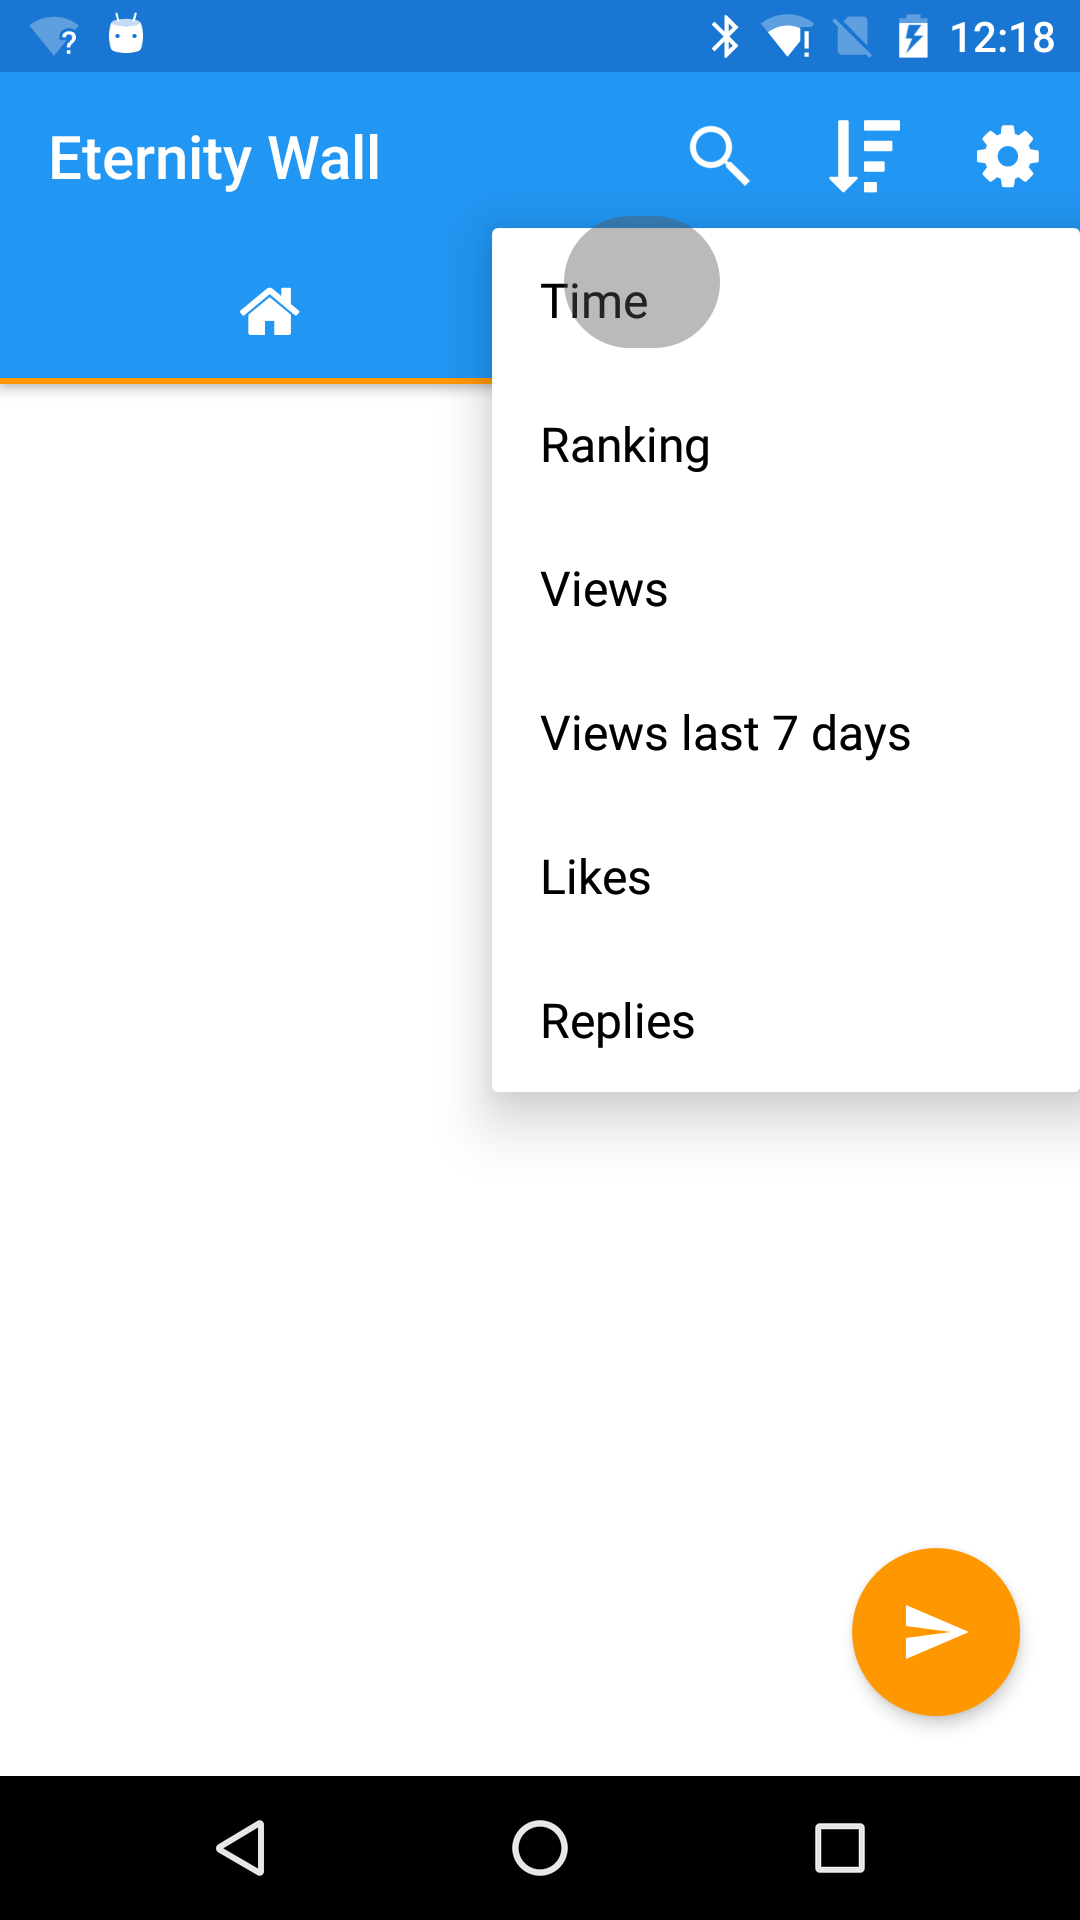 12:18
Eternity Wall
Time
Ranking
Views
Views last 7 days
Likes
Replies